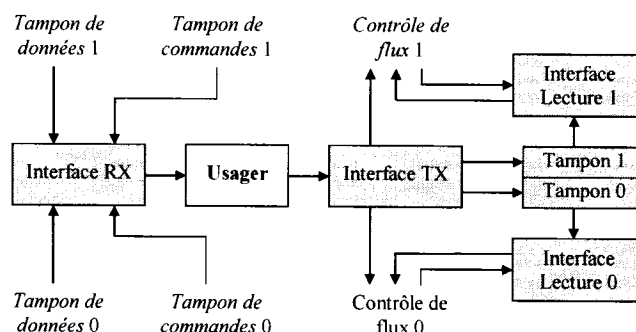 Tampon de
données 1
Tampon de
commandes 1
Contrôle de
flux 1
Interface
Lecture 1
Interface RX
Usager
Interface TX
Tampon 1
Tampon 0
Interface
Lecture 0
Tampon de
données 0
Tampon de
commandes 0
Contrôle de
flux 0